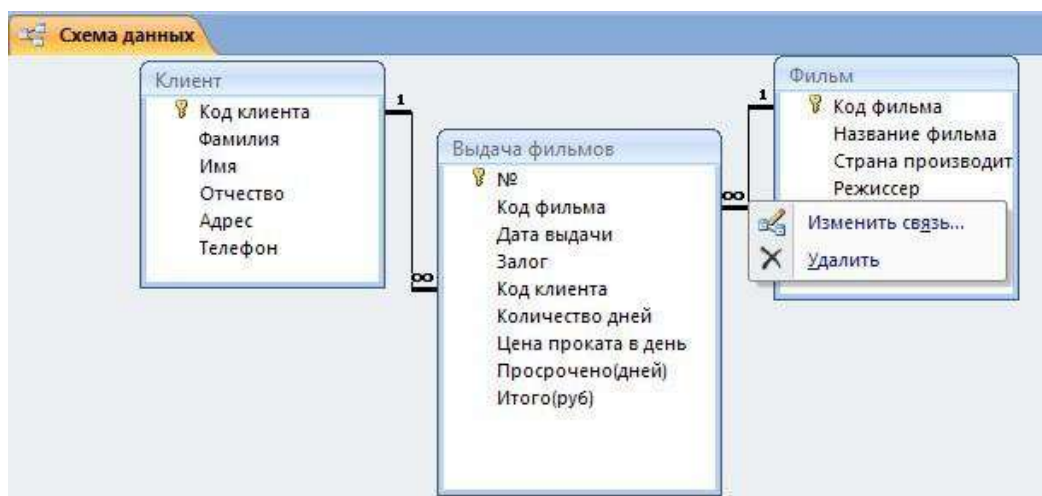 Схема данных
Клиент
Код клиента
Фамилия
Имя
Отчество
Адрес
Телефон
1
∞
Выдача фильмов
№
Код фильма
Дата выдачи
Залог
Код клиента
Количество дней
Цена проката в день
Просрочено(дней)
Итого(руб)
1
∞
Фильм
Код фильма
Название фильма
Страна производит
Режиссер
Изменить связь...
Удалить